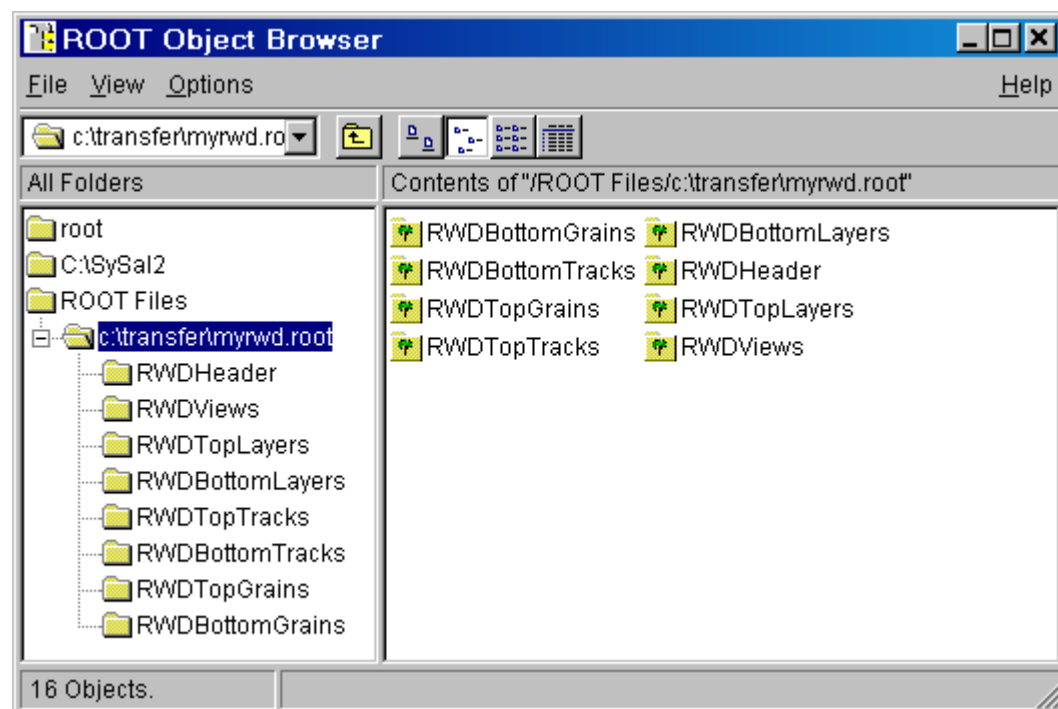 ROOT Object Browser
File View Options Help
c:\transfer\myrwd.ro
All Folders
Contents of "/ROOT Files/c:\transfer\myrwd.root"
root
C:\SySal2
ROOT Files
c:\transfer\myrwd.root
RWDHeader
RWDViews
RWDTopLayers
RWDBottomLayers
RWDTopTracks
RWDBottomTracks
RWDTopGrains
RWDBottomGrains
RWDBottomGrains RWDBottomLayers
RWDBottomTracks RWDHeader
RWDTopGrains RWDTopLayers
RWDTopTracks RWDViews
16 Objects.